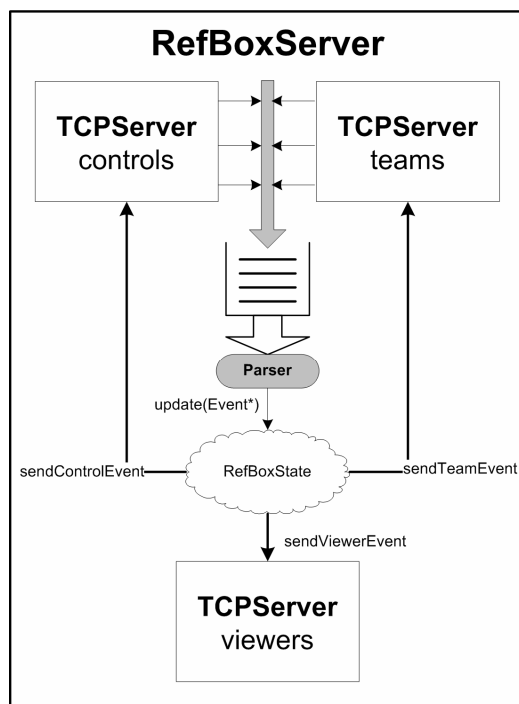 RefBoxServer
TCPServer
controls
TCPServer
teams
Parser
update(Event*)
RefBoxState
sendControlEvent
sendTeamEvent
sendViewerEvent
TCPServer
viewers